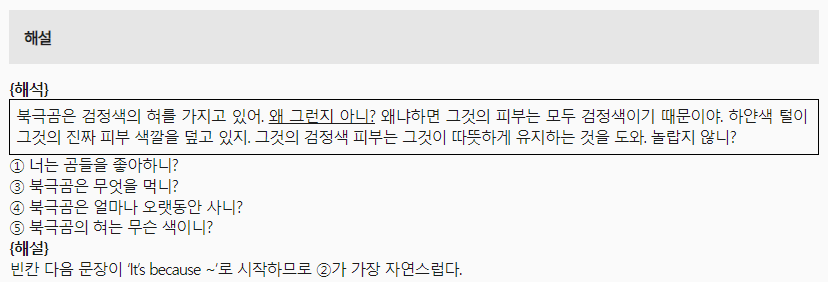 해설
{해석}
북극곰은 검정색의 혀를 가지고 있어. 왜 그런지 아니? 왜냐하면 그것의 피부는 모두 검정색이기 때문이야. 하얀색 털이
그것의 진짜 피부 색깔을 덮고 있지. 그것의 검정색 피부는 그것이 따뜻하게 유지하는 것을 도와. 놀랍지 않니?
① 너는 곰들을 좋아하니?
③ 북극곰은 무엇을 먹니?
④ 북극곰은 얼마나 오랫동안 사니?
⑤ 북극곰의 혀는 무슨 색이니?
{해설}
빈칸 다음 문장이 ‘It’s because ~‘로 시작하므로 ②가 가장 자연스럽다.